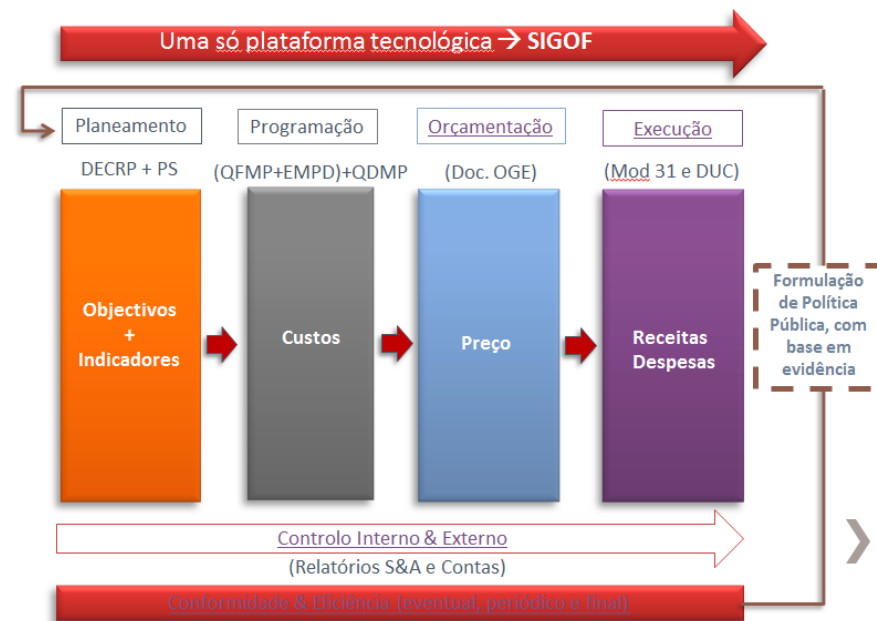 Uma só plataforma tecnológica → SIGOF
Planeamento
Programação
Orçamentação
Execução
DECRP + PS
(QFMP+EMPD)+QDMP
(Doc. OGE)
(Mod 31 e DUC)
Objectivos
+
Indicadores
Custos
Preço
Receitas
Despesas
Formulação
de Política
Pública, com
base em
evidência
Controlo Interno & Externo
(Relatórios S&A e Contas)
Conformidade & Eficiência (eventual, periódico e final)